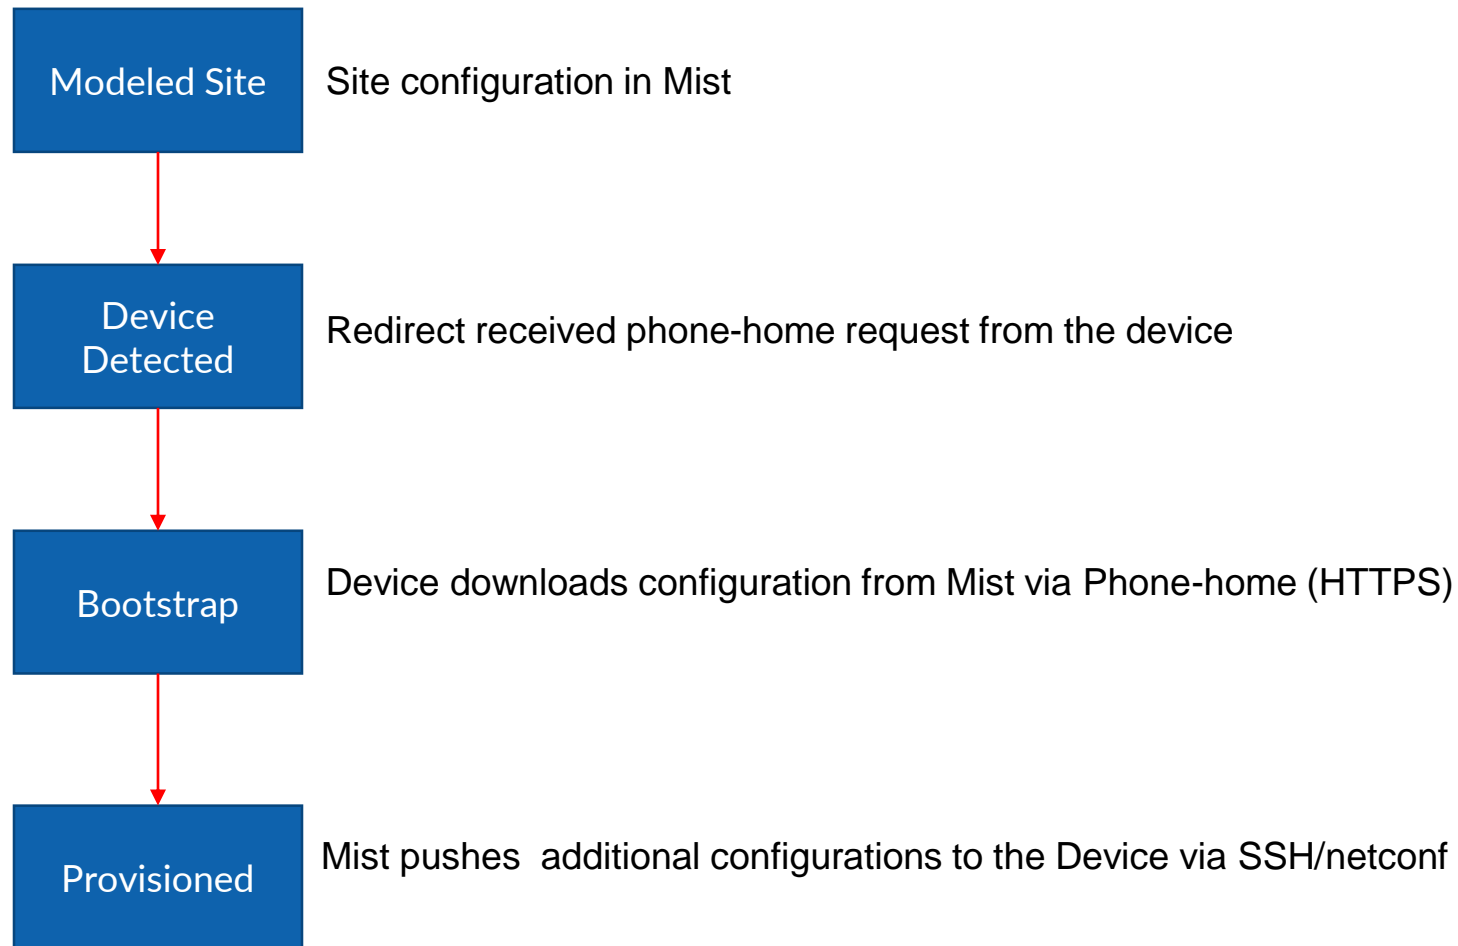 Modeled Site
Site configuration in Mist
Device
Detected
Redirect received phone-home request from the device
Bootstrap
Device downloads configuration from Mist via Phone-home (HTTPS)
Provisioned
Mist pushes  additional configurations to the Device via SSH/netconf